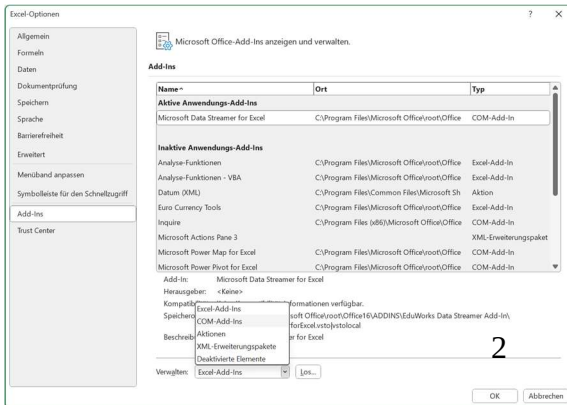 Excel-Optionen ? ×
Allgemein
Formeln
Daten
Dokumentprüfung
Speichern
Sprache
Barrierefreiheit
Erweitert
Menüband anpassen
Symbolleiste für den Schnellzugriff
Add-Ins
Trust Center
Microsoft Office-Add-Ins anzeigen und verwalten.
Add-Ins
Name Ort Typ
Aktive Anwendungs-Add-Ins
Microsoft Data Streamer for Excel C:\Program Files\Microsoft Office\root\Office COM-Add-In
Inaktive Anwendungs-Add-Ins
Analyse-Funktionen C:\Program Files\Microsoft Office\root\Office Excel-Add-In
Analyse-Funktionen - VBA C:\Program Files\Microsoft Office\root\Office Excel-Add-In
Datum (XML) C:\Program Files\Common Files\Microsoft Sh Aktion
Euro Currency Tools C:\Program Files\Microsoft Office\root\Office Excel-Add-In
Inquire C:\Program Files (x86)\Microsoft Office\Office COM-Add-In
Microsoft Actions Pane 3 XML-Erweiterungspaket
Microsoft Power Map for Excel C:\Program Files\Microsoft Office\root\Office COM-Add-In
Microsoft Power Pivot for Excel C:\Program Files\Microsoft Office\root\Office COM-Add-In
Add-In: Microsoft Data Streamer for Excel
Herausgeber: <Keine>
Kompatib formationen verfügbar.
Speicheror soft Office\root\Office16\ADDINS\EduWorks Data Streamer Add-In\
forExcel.vsto|vstolocal
Beschreib er for Excel
Excel-Add-Ins
COM-Add-Ins
Aktionen
XML-Erweiterungspakete
Deaktivierte Elemente
2
Verwalten: Excel-Add-Ins Los...
OK Abbrechen